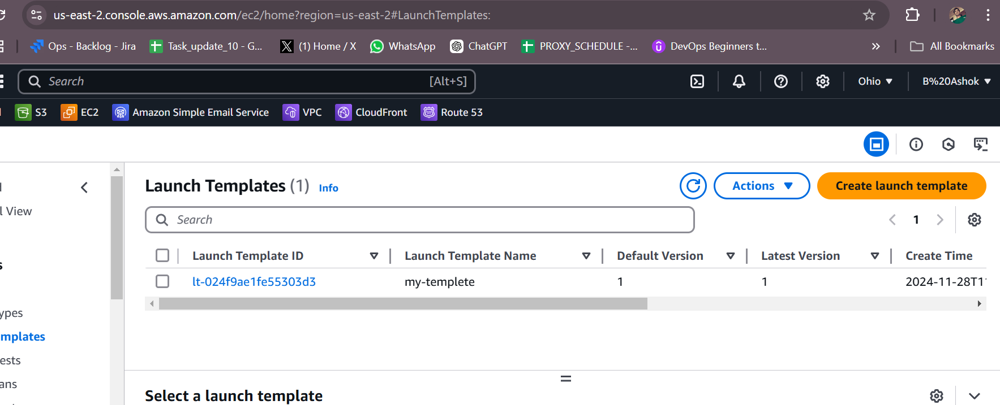 us-east-2.console.aws.amazon.com/ec2/home?region=us-east-2#LaunchTemplates:
Ops - Backlog - Jira Task_update_10 - G... (1) Home / X WhatsApp ChatGPT PROXY_SCHEDULE -... DevOps Beginners t... » All Bookmarks
Search [Alt+S] Ohio B%20Ashok
S3 EC2 Amazon Simple Email Service VPC CloudFront Route 53
Launch Templates (1) Info Actions Create launch template
l View
Search 1
Launch Template ID Launch Template Name Default Version Latest Version Create Time
s
lt-024f9ae1fe55303d3 my-templete 1 1 2024-11-28T1
ypes
mplates
ests
ans
Select a launch template